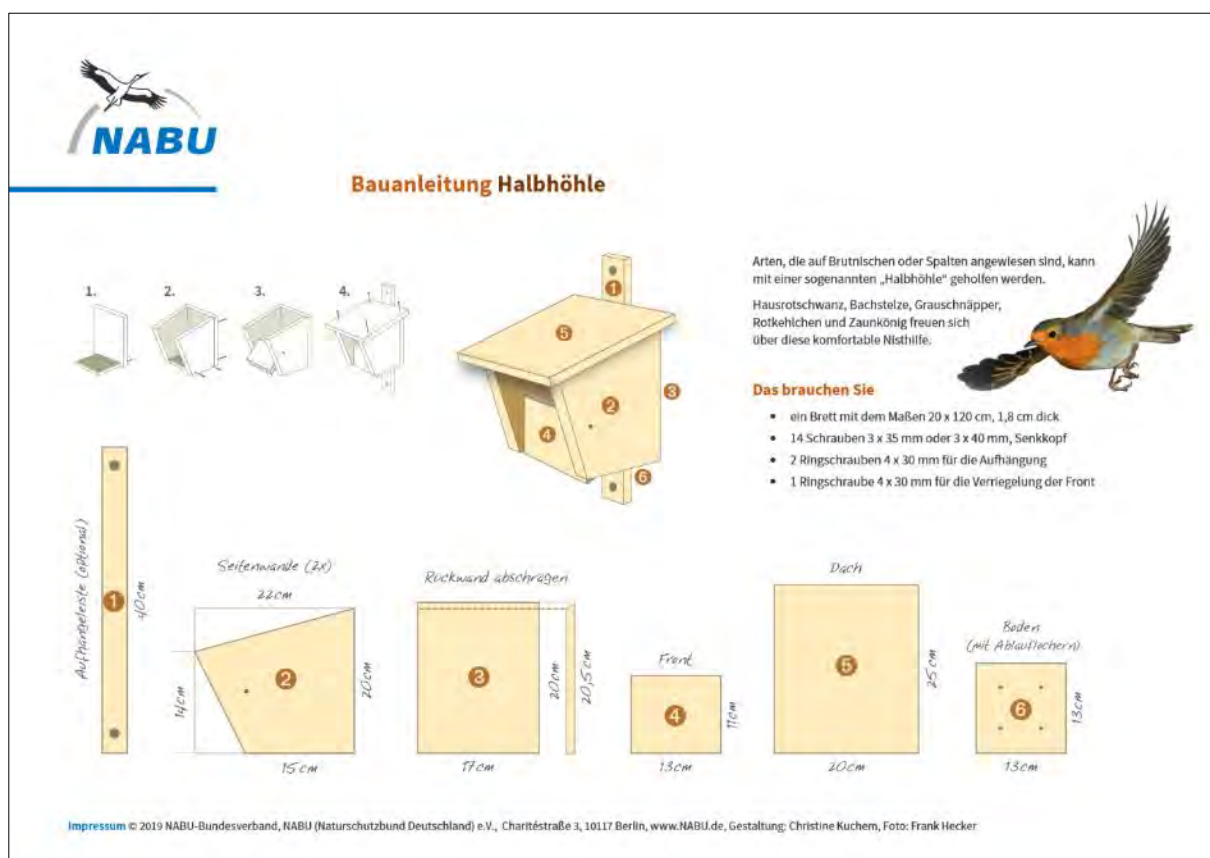 NABU
Bauanleitung Halbhöhle
1.
2.
3.
4.
1
5
2
3
4
6
Arten, die auf Brutnischen oder Spalten angewiesen sind, kann
mit einer sogenannten „Halbhöhle“ geholfen werden.
Hausrotschwanz, Bachstelze, Grauschnäpper,
Rotkehlchen und Zaunkönig freuen sich
über diese komfortable Nisthilfe.
Das brauchen Sie
• ein Brett mit dem Maßen 20 x 120 cm, 1,8 cm dick
• 14 Schrauben 3 x 35 mm oder 3 x 40 mm, Senkkopf
• 2 Ringschrauben 4 x 30 mm für die Aufhängung
• 1 Ringschraube 4 x 30 mm für die Verriegelung der Front
Aufhängeleiste (optional)
1
40cm
Seitenwände (2x)
22cm
14cm
2
20cm
15cm
Rückwand abschrägen
3
20cm
20,5cm
17cm
Front
4
11cm
13cm
Dach
5
25cm
20cm
Boden
(mit Ablauflöchern)
6
13cm
13cm
Impressum © 2019 NABU-Bundesverband, NABU (Naturschutzbund Deutschland) e.V., Charitéstraße 3, 10117 Berlin, www.NABU.de, Gestaltung: Christine Kuchem, Foto: Frank Hecker